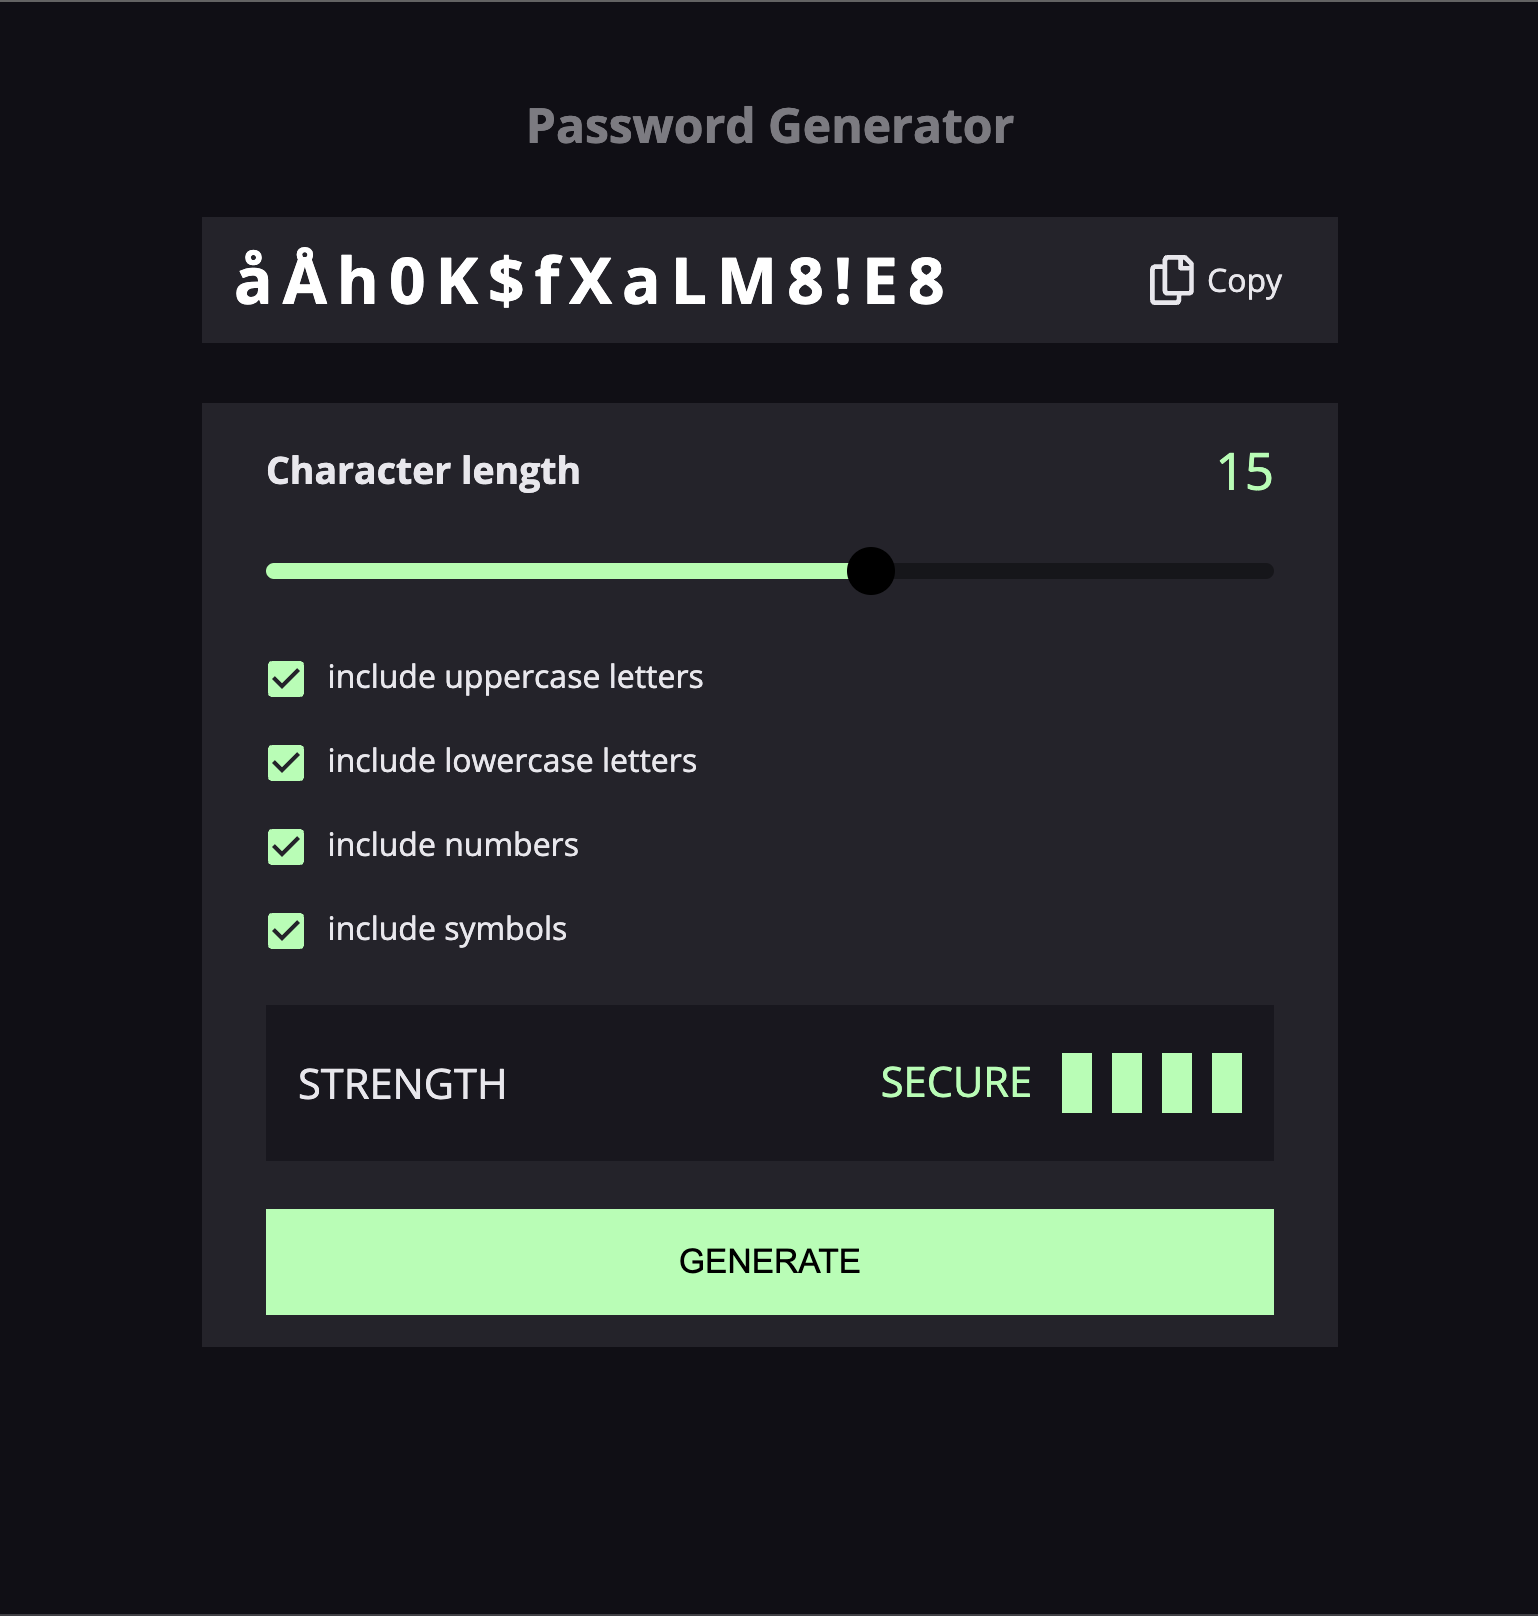 Password Generator
åÅh0K$fXaLM8!E8
Copy
Character length
15
include uppercase letters
include lowercase letters
include numbers
include symbols
STRENGTH
SECURE
GENERATE